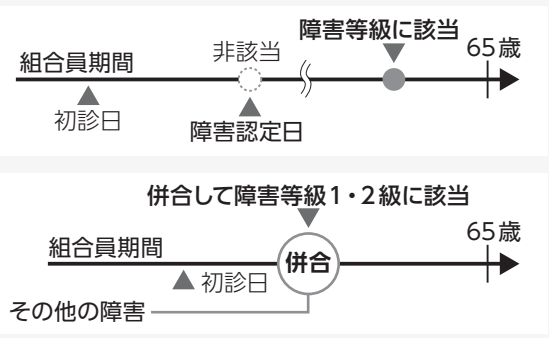 障害等級に該当
非該当
65歳
組合員期間
初診日
障害認定日
併合して障害等級1・2級に該当
65歳
組合員期間
併合
初診日
その他の障害